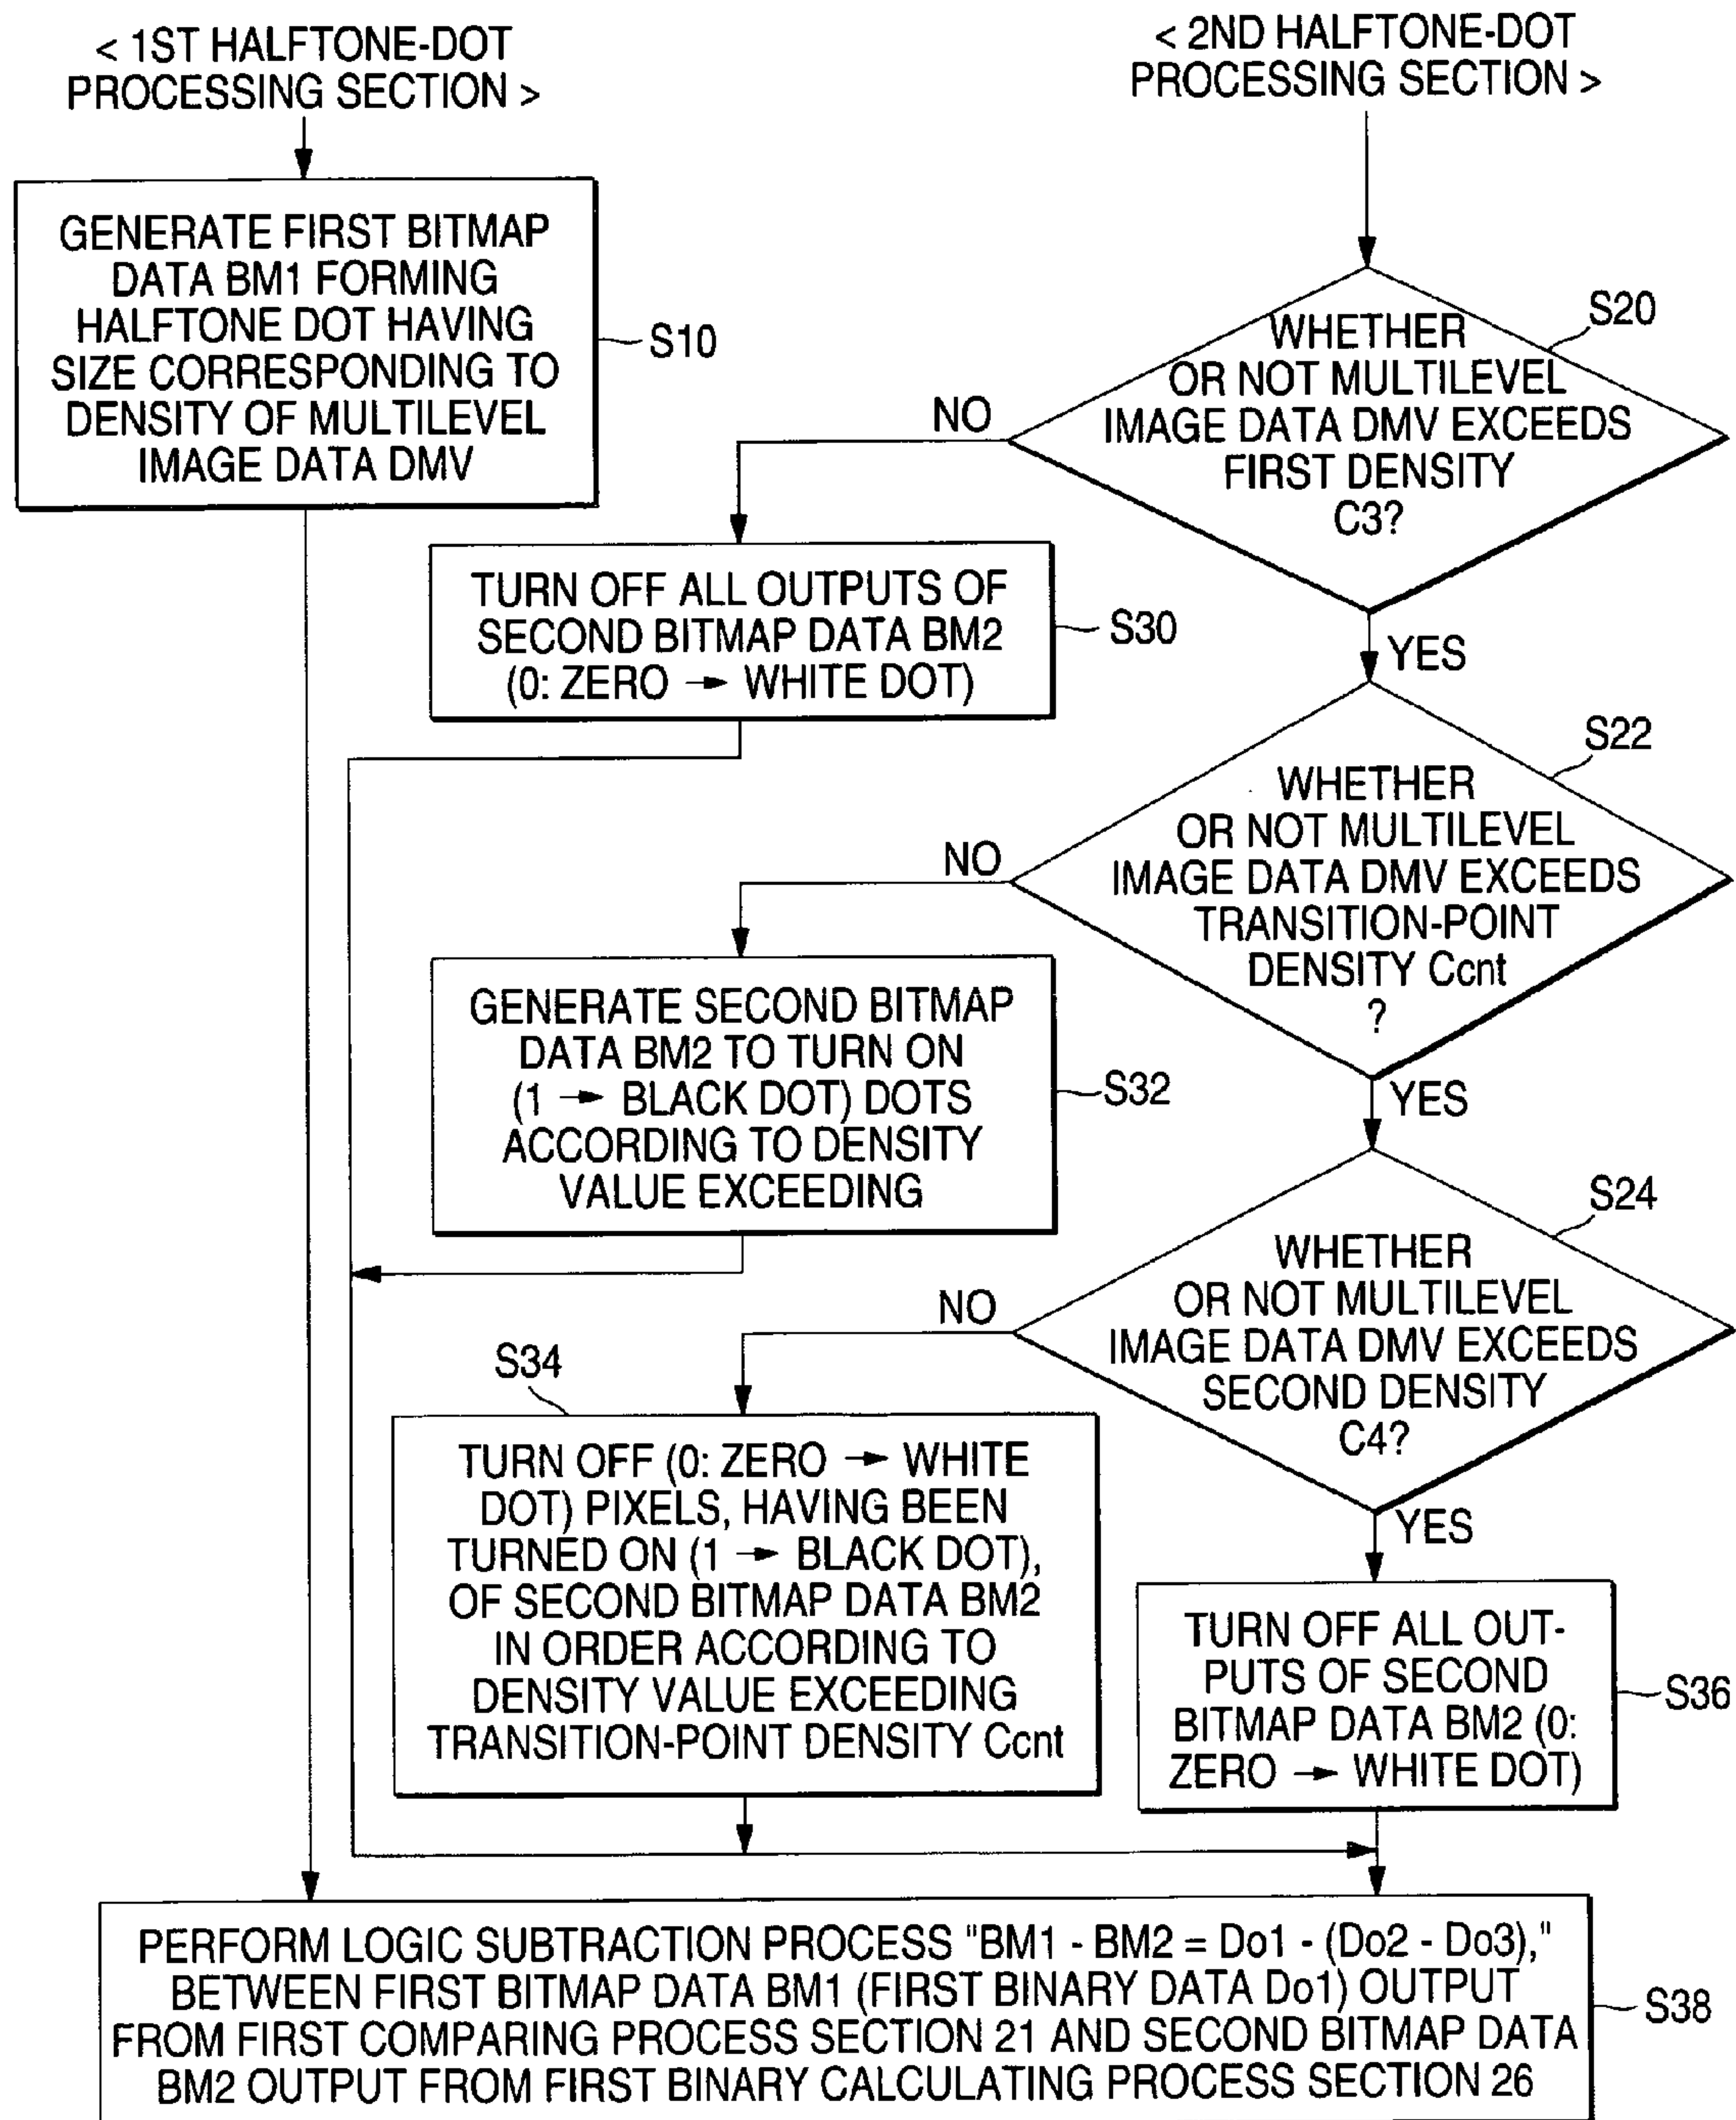 < 1ST HALFTONE-DOT
PROCESSING SECTION >
GENERATE FIRST BITMAP
DATA BM1 FORMING
HALFTONE DOT HAVING
SIZE CORRESPONDING TO
DENSITY OF MULTILEVEL
IMAGE DATA DMV
S10
< 2ND HALFTONE-DOT
PROCESSING SECTION >
WHETHER
OR NOT MULTILEVEL
IMAGE DATA DMV EXCEEDS
FIRST DENSITY
C3?
S20
NO
YES
TURN OFF ALL OUTPUTS OF
SECOND BITMAP DATA BM2
(0: ZERO → WHITE DOT)
S30
WHETHER
OR NOT MULTILEVEL
IMAGE DATA DMV EXCEEDS
TRANSITION-POINT
DENSITY Ccnt
?
S22
NO
YES
GENERATE SECOND BITMAP
DATA BM2 TO TURN ON
(1 → BLACK DOT) DOTS
ACCORDING TO DENSITY
VALUE EXCEEDING
S32
WHETHER
OR NOT MULTILEVEL
IMAGE DATA DMV EXCEEDS
SECOND DENSITY
C4?
S24
NO
YES
S34
TURN OFF (0: ZERO → WHITE
DOT) PIXELS, HAVING BEEN
TURNED ON (1 → BLACK DOT),
OF SECOND BITMAP DATA BM2
IN ORDER ACCORDING TO
DENSITY VALUE EXCEEDING
TRANSITION-POINT DENSITY Ccnt
TURN OFF ALL OUT-
PUTS OF SECOND
BITMAP DATA BM2 (0:
ZERO → WHITE DOT)
S36
PERFORM LOGIC SUBTRACTION PROCESS "BM1 - BM2 = Do1 - (Do2 - Do3),"
BETWEEN FIRST BITMAP DATA BM1 (FIRST BINARY DATA Do1) OUTPUT
FROM FIRST COMPARING PROCESS SECTION 21 AND SECOND BITMAP DATA
BM2 OUTPUT FROM FIRST BINARY CALCULATING PROCESS SECTION 26
S38